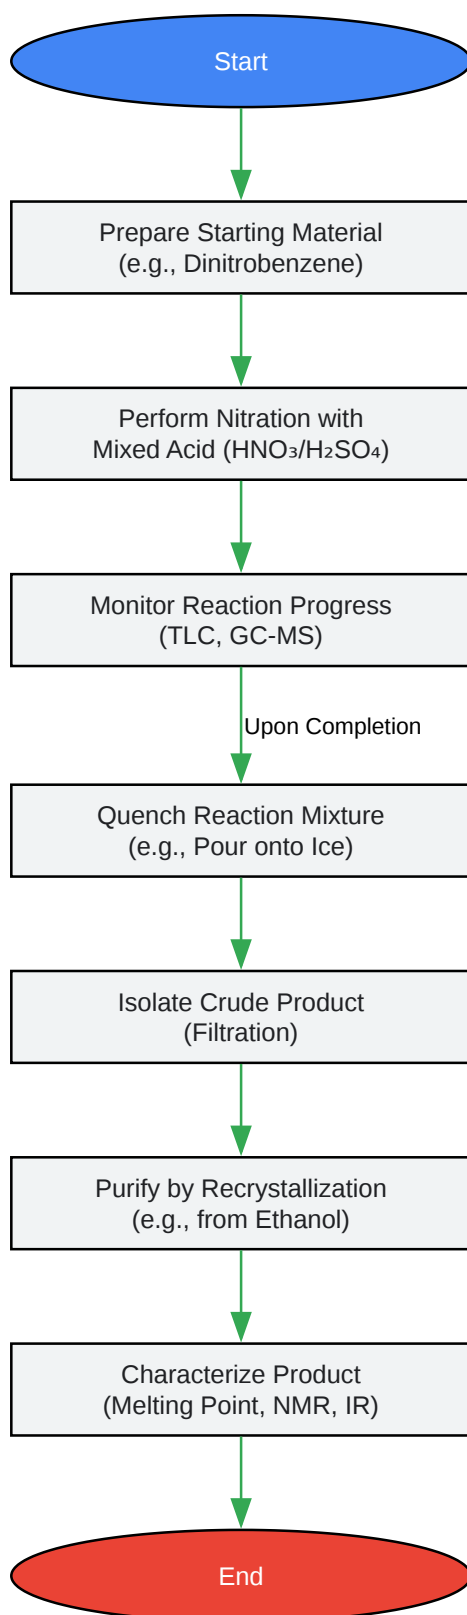 Start
Prepare Starting Material
(e.g., Dinitrobenzene)
Perform Nitration with
Mixed Acid (HNO₃/H₂SO₄)
Monitor Reaction Progress
(TLC, GC-MS)
Upon Completion
Quench Reaction Mixture
(e.g., Pour onto Ice)
Isolate Crude Product
(Filtration)
Purify by Recrystallization
(e.g., from Ethanol)
Characterize Product
(Melting Point, NMR, IR)
End